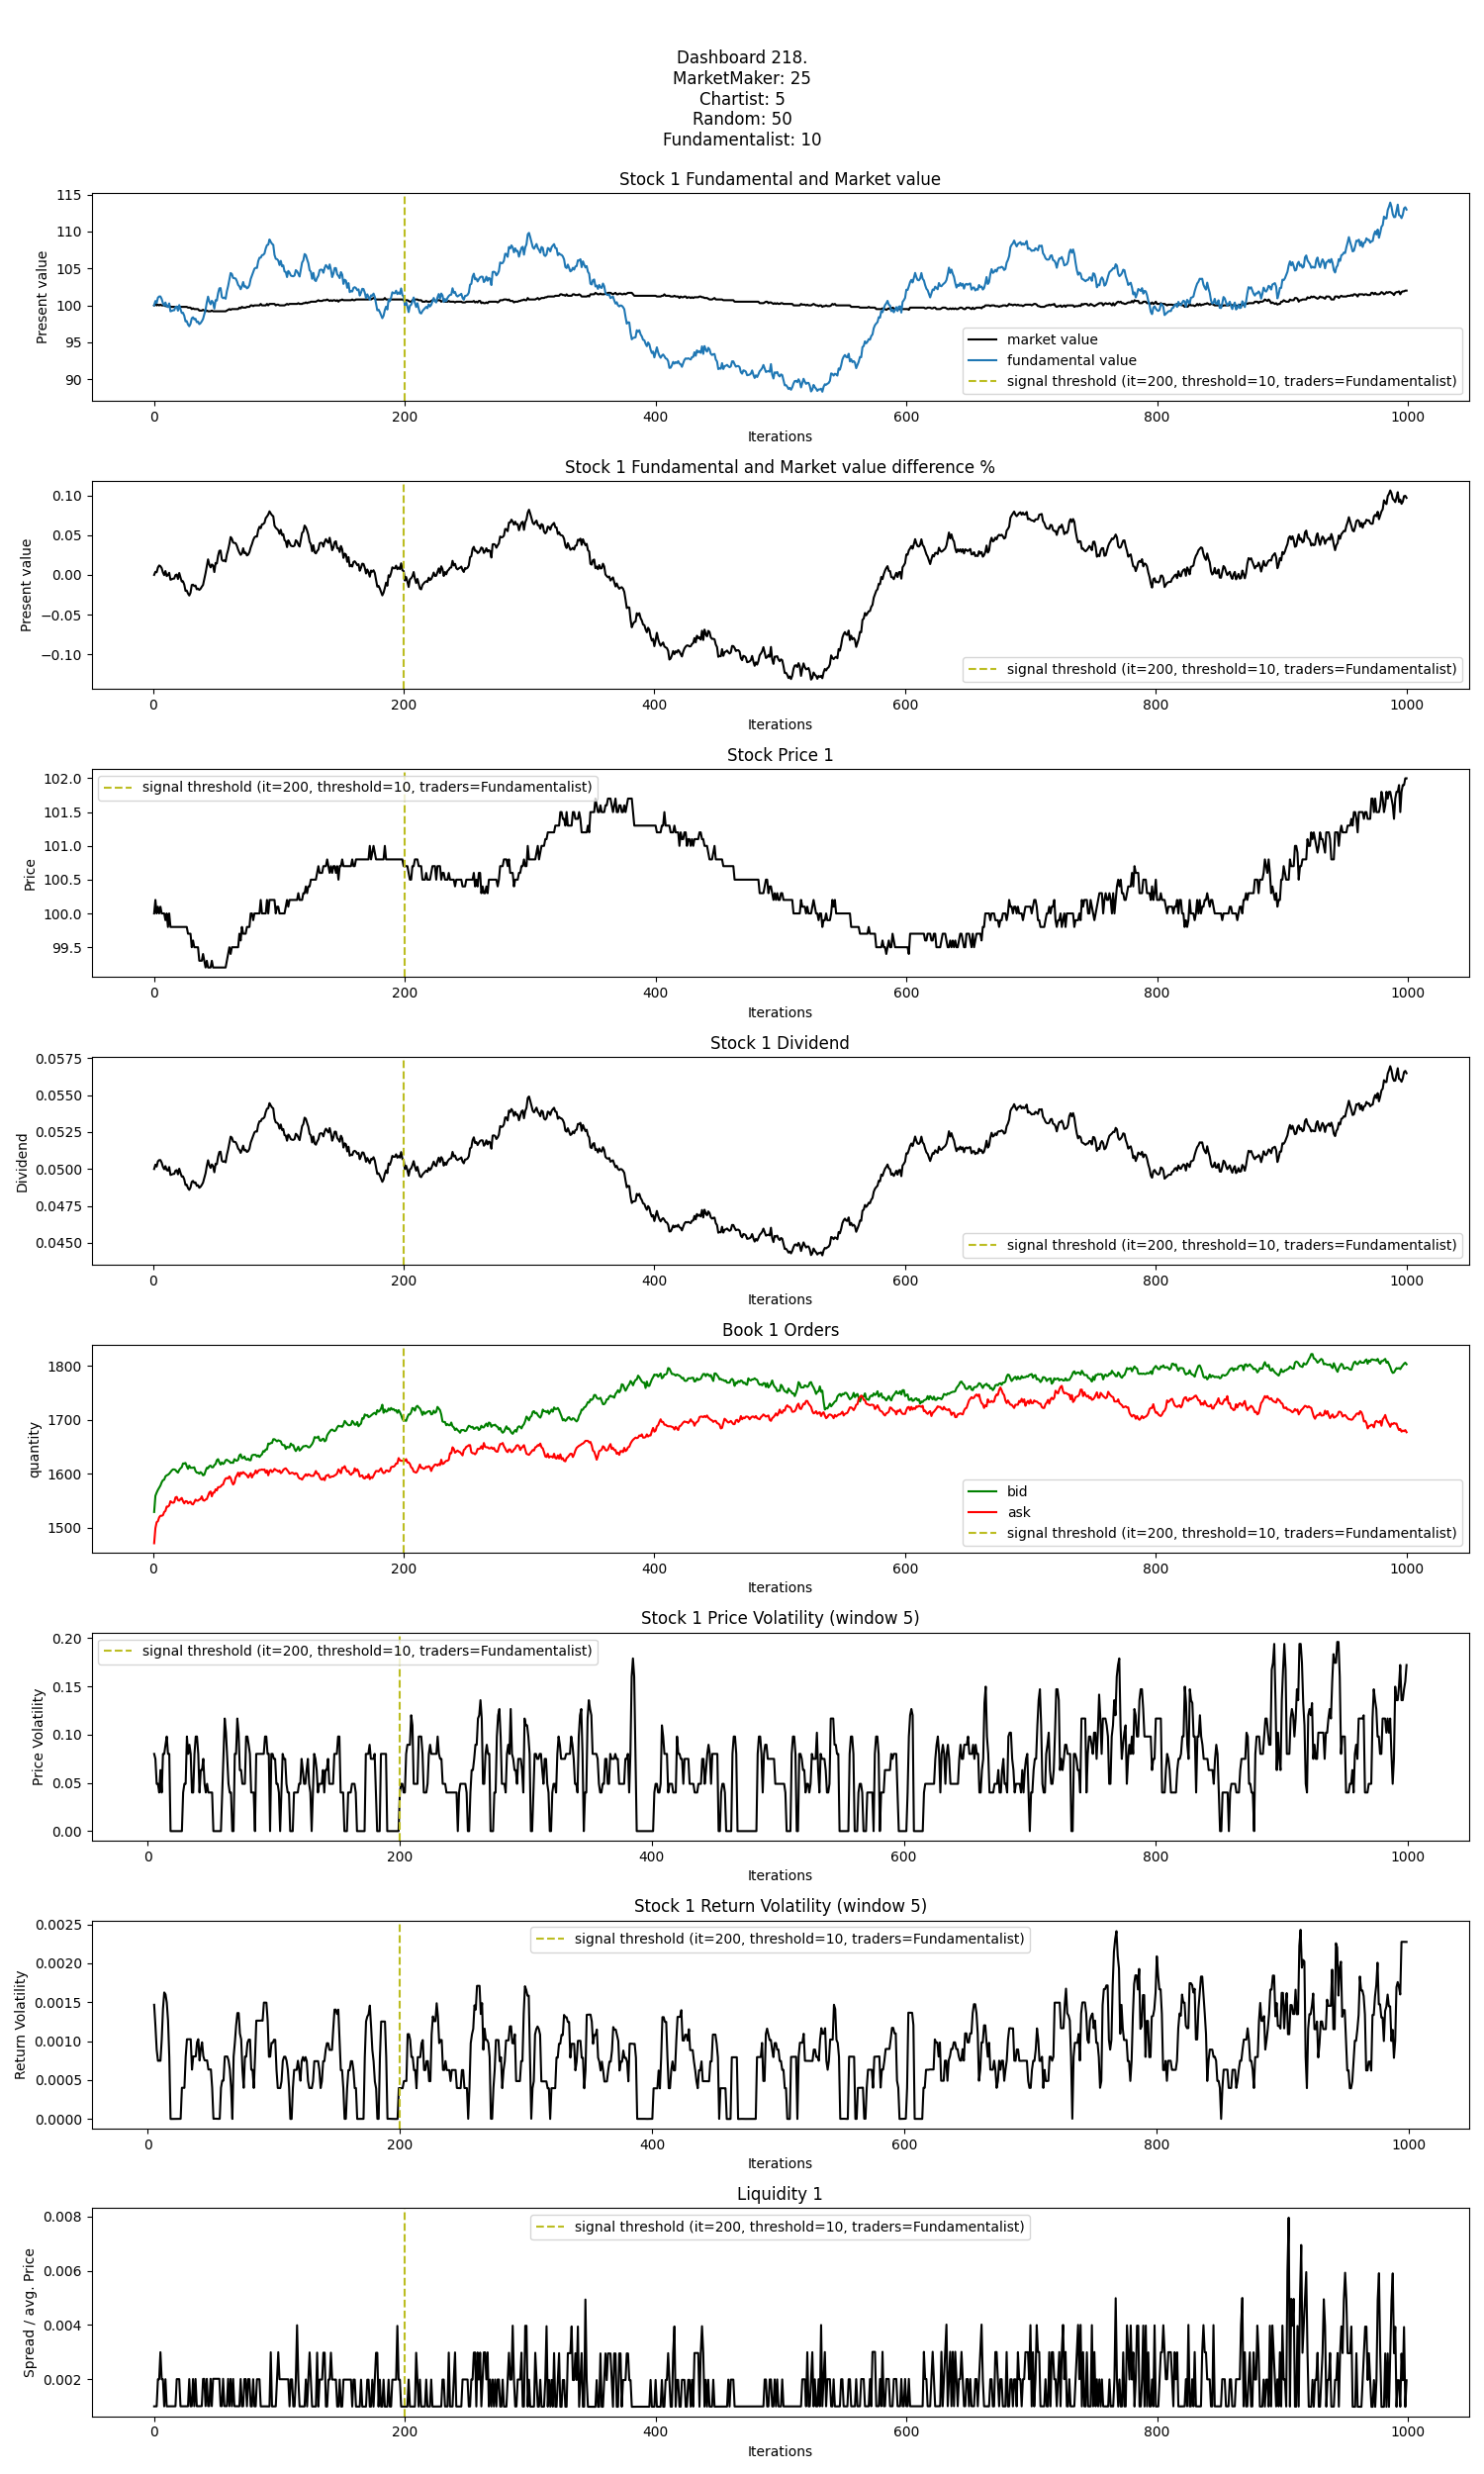 Dashboard 218.
MarketMaker: 25
Chartist: 5
Random: 50
Fundamentalist: 10
Stock 1 Fundamental and Market value
115
110
105
100
95
90
Present value
market value
fundamental value
signal threshold (it=200, threshold=10, traders=Fundamentalist)
0 200 400 600 800 1000
Iterations
Stock 1 Fundamental and Market value difference %
0.10
0.05
0.00
−0.05
−0.10
Present value
signal threshold (it=200, threshold=10, traders=Fundamentalist)
0 200 400 600 800 1000
Iterations
Stock Price 1
signal threshold (it=200, threshold=10, traders=Fundamentalist)
102.0
101.5
101.0
100.5
100.0
99.5
Price
0 200 400 600 800 1000
Iterations
Stock 1 Dividend
0.0575
0.0550
0.0525
0.0500
0.0475
0.0450
Dividend
signal threshold (it=200, threshold=10, traders=Fundamentalist)
0 200 400 600 800 1000
Iterations
Book 1 Orders
1800
1700
1600
1500
quantity
bid
ask
signal threshold (it=200, threshold=10, traders=Fundamentalist)
0 200 400 600 800 1000
Iterations
Stock 1 Price Volatility (window 5)
signal threshold (it=200, threshold=10, traders=Fundamentalist)
0.20
0.15
0.10
0.05
0.00
Price Volatility
0 200 400 600 800 1000
Iterations
Stock 1 Return Volatility (window 5)
signal threshold (it=200, threshold=10, traders=Fundamentalist)
0.0025
0.0020
0.0015
0.0010
0.0005
0.0000
Return Volatility
0 200 400 600 800 1000
Iterations
Liquidity 1
signal threshold (it=200, threshold=10, traders=Fundamentalist)
0.008
0.006
0.004
0.002
Spread / avg. Price
0 200 400 600 800 1000
Iterations